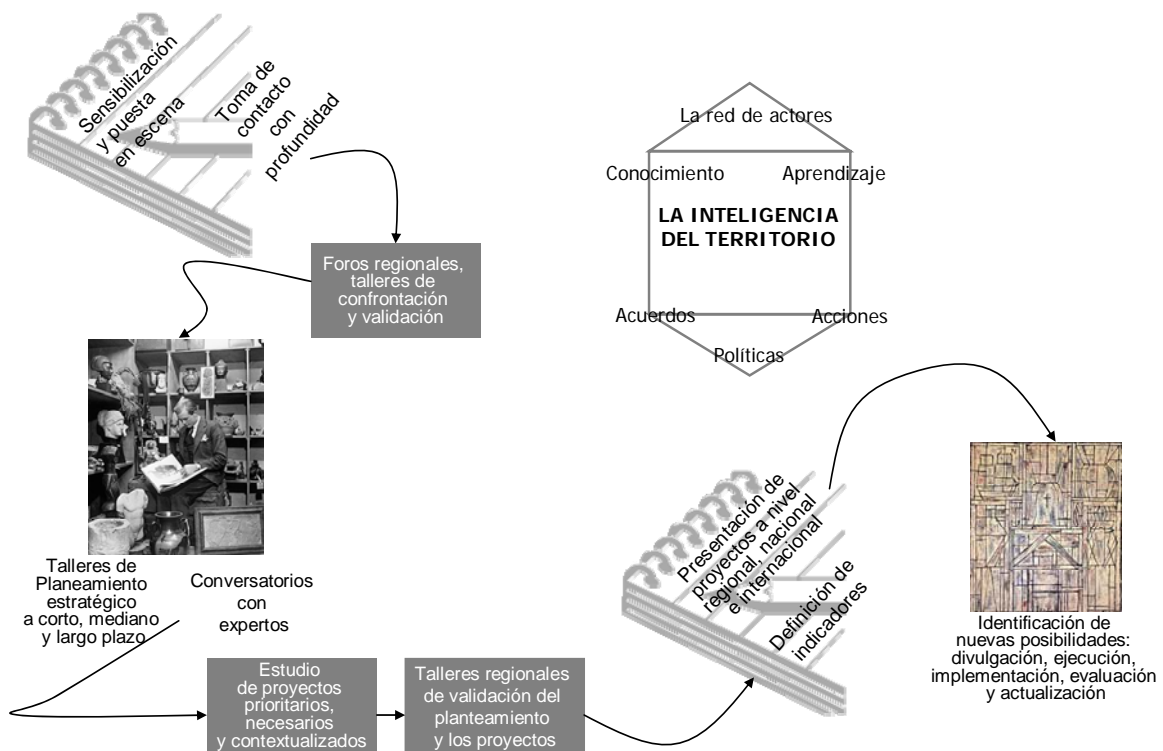 Sensibilización
y puesta
en escena
Toma de
contacto
con
profundidad
Foros regionales,
talleres de
confrontación
y validación
Talleres de
Planeamiento
estratégico
a corto, mediano
y largo plazo
Conversatorios
con
expertos
Estudio
de proyectos
prioritarios,
necesarios
y contextualizados
Talleres regionales
de validación del
planteamiento
y los proyectos
La red de actores
Conocimiento
Aprendizaje
LA INTELIGENCIA
DEL TERRITORIO
Acuerdos
Acciones
Políticas
Presentación de
proyectos a nivel
regional, nacional
e internacional
Definición de
indicadores
Identificación de
nuevas posibilidades:
divulgación, ejecución,
implementación, evaluación
y actualización